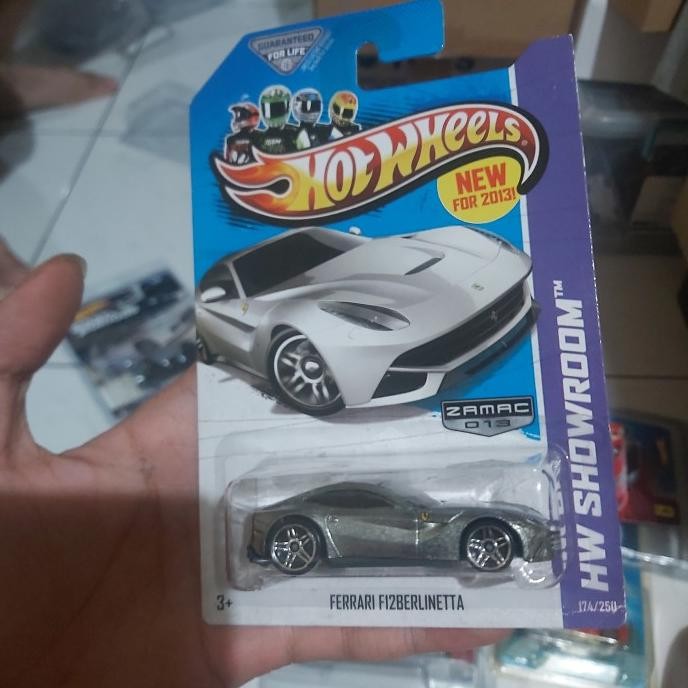 GUARANTEED
FOR LIFE
HOT WHEELS
NEW
FOR 2013!
ZAMAC
013
HW SHOWROOM™
3+
FERRARI F12BERLINETTA
174/250